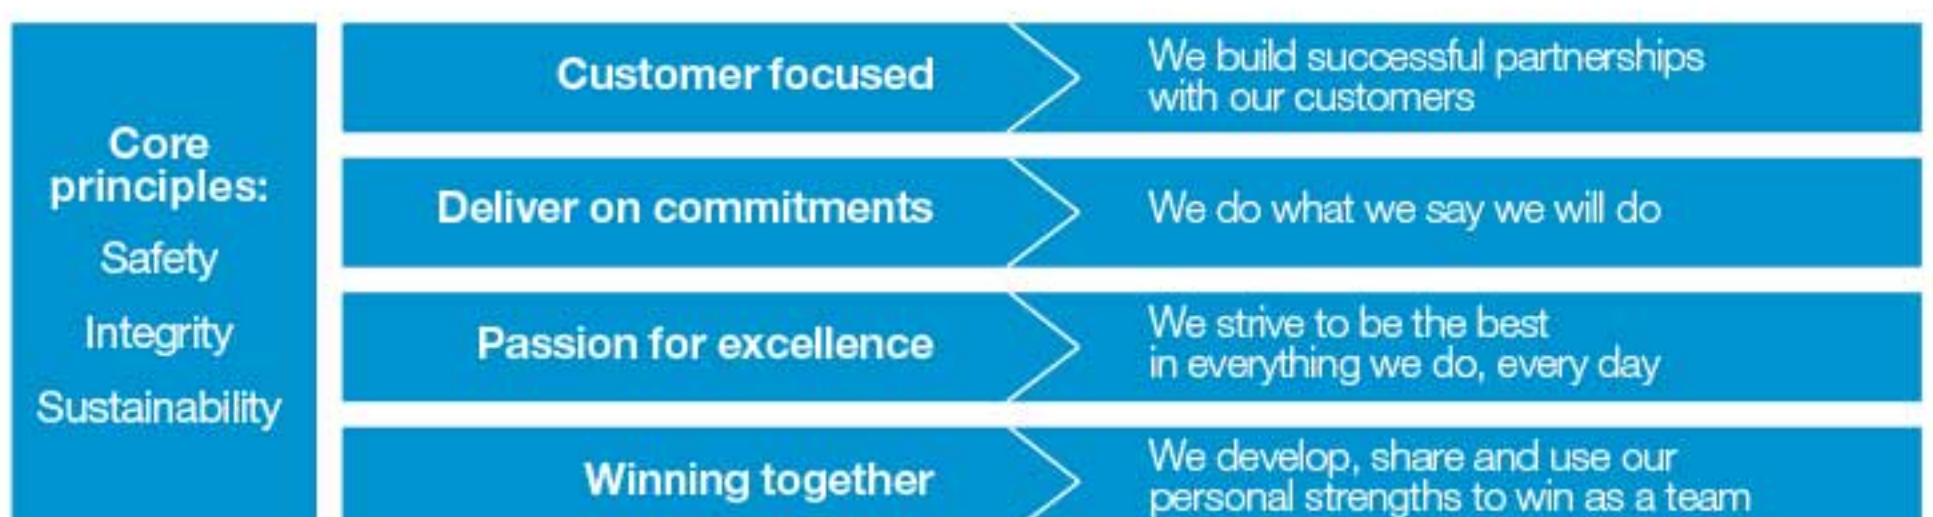 Core
principles:
Safety
Integrity
Sustainability
Customer focused
We build successful partnerships
with our customers
Deliver on commitments
We do what we say we will do
Passion for excellence
We strive to be the best
in everything we do, every day
Winning together
We develop, share and use our
personal strengths to win as a team